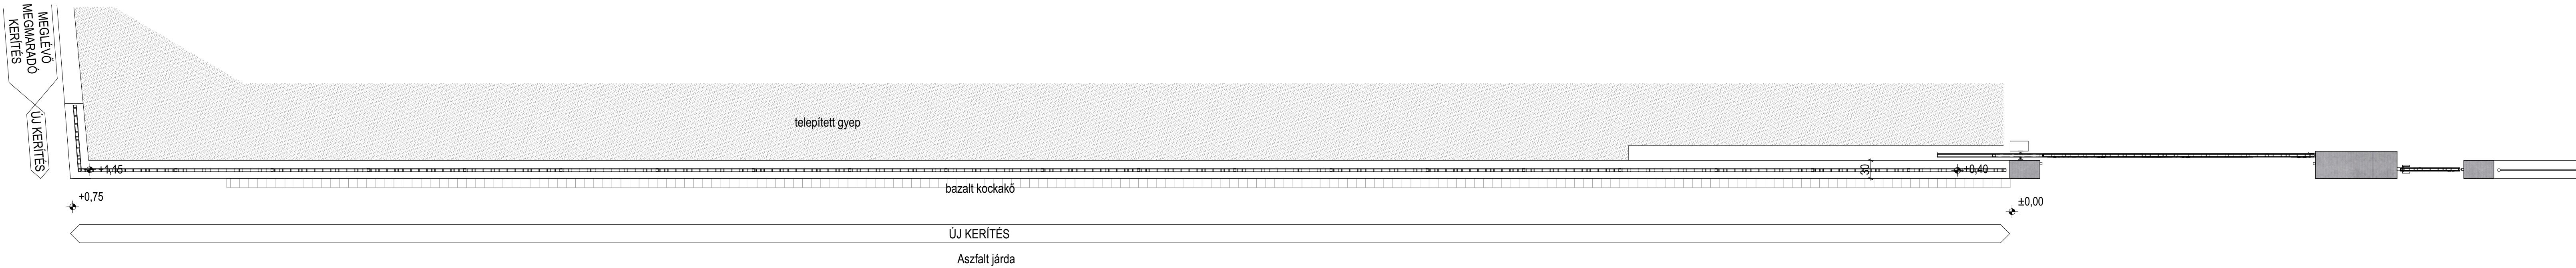 MEGLÉVŐ
MEGMARADÓ
KERÍTÉS
ÚJ KERÍTÉS
telepített gyep
+1,15
30
+0,40
bazalt kockakő
+0,75
±0,00
ÚJ KERÍTÉS
Aszfalt járda